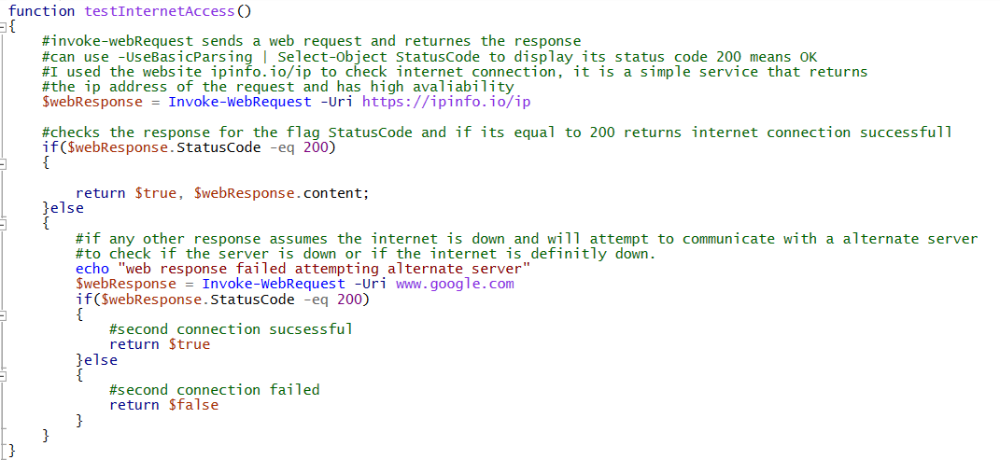 function testInternetAccess()
{
#invoke-webRequest sends a web request and returnes the response
#can use -UseBasicParsing | Select-Object StatusCode to display its status code 200 means OK
#I used the website ipinfo.io/ip to check internet connection, it is a simple service that returns
#the ip address of the request and has high avaliability
$webResponse = Invoke-WebRequest -Uri https://ipinfo.io/ip
#checks the response for the flag StatusCode and if its equal to 200 returns internet connection successfull
if($webResponse.StatusCode -eq 200)
{
return $true, $webResponse.content;
}else
{
#if any other response assumes the internet is down and will attempt to communicate with a alternate server
#to check if the server is down or if the internet is definitly down.
echo "web response failed attempting alternate server"
$webResponse = Invoke-WebRequest -Uri www.google.com
if($webResponse.StatusCode -eq 200)
{
#second connection sucsessful
return $true
}else
{
#second connection failed
return $false
}
}
}